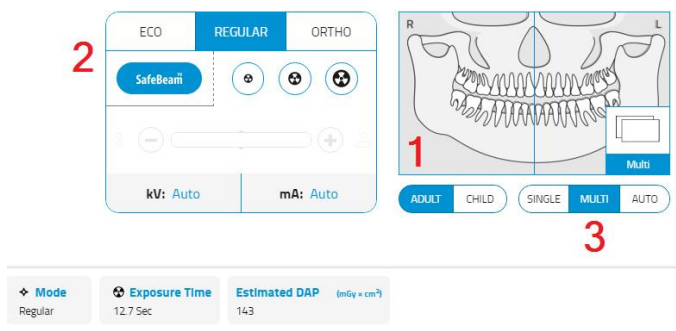 ECO REGULAR ORTHO
2
SafeBeam™
kV: Auto mA: Auto
R L
1
Multi
ADULT CHILD SINGLE MULTI AUTO
3
Mode
Regular
Exposure Time
12.7 Sec
Estimated DAP (mGy × cm²)
143